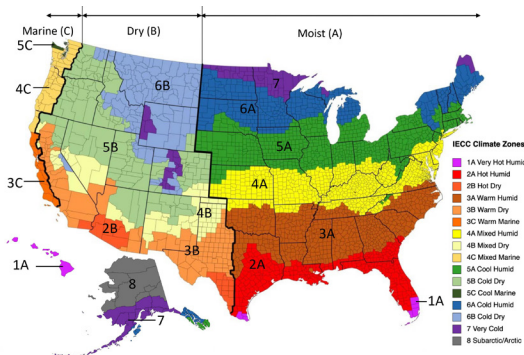 Marine (C)
Dry (B)
Moist (A)
5C
4C
3C
6B
5B
4B
3B
2B
7
6A
5A
4A
3A
2A
1A
1A
8
7
IECC Climate Zones
1A Very Hot Humid
2A Hot Humid
2B Hot Dry
3A Warm Humid
3B Warm Dry
3C Warm Marine
4A Mixed Humid
4B Mixed Dry
4C Mixed Marine
5A Cool Humid
5B Cold Dry
5C Cool Marine
6A Cold Humid
6B Cold Dry
7 Very Cold
8 Subarctic/Arctic